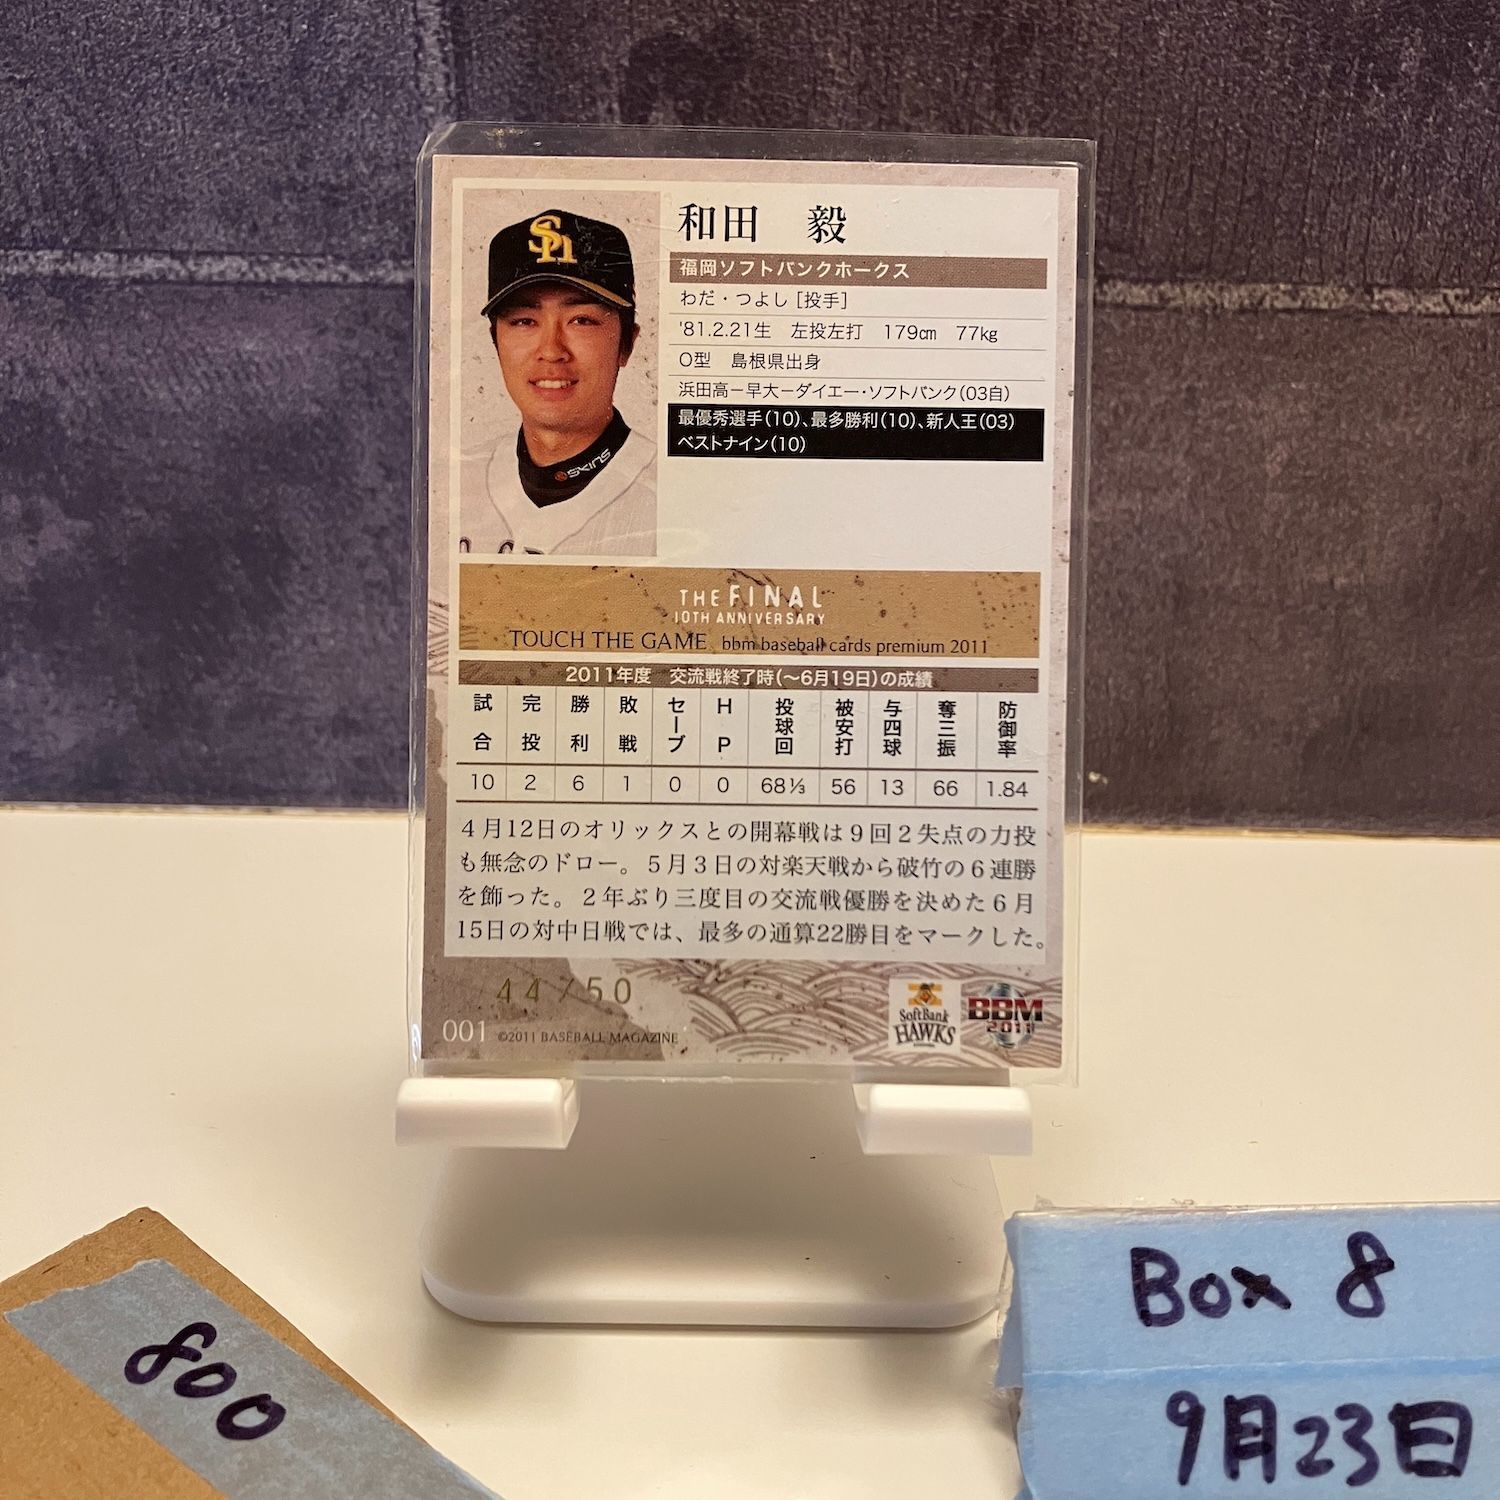 和田　毅
福岡ソフトバンクホークス
わだ・つよし [投手]
'81.2.21生　左投左打　179㎝　77㎏
O型　島根県出身
浜田高－早大－ダイエー・ソフトバンク(03自)
最優秀選手(10)、最多勝利(10)、新人王(03)
ベストナイン(10)
Sh
SKINS
THE FINAL
10TH ANNIVERSARY
TOUCH THE GAME bbm baseball cards premium 2011
2011年度　交流戦終了時(～6月19日)の成績
試合 完投 勝利 敗戦 セーブ HP 投球回 被安打 与四球 奪三振 防御率
10 2 6 1 0 0 68⅓ 56 13 66 1.84
４月12日のオリックスとの開幕戦は９回２失点の力投
も無念のドロー。５月３日の対楽天戦から破竹の６連勝
を飾った。２年ぶり三度目の交流戦優勝を決めた６月
15日の対中日戦では、最多の通算22勝目をマークした。
44/50
001 ©2011 BASEBALL MAGAZINE
SoftBank
HAWKS
BBM
2011
800
Box 8
9月23日